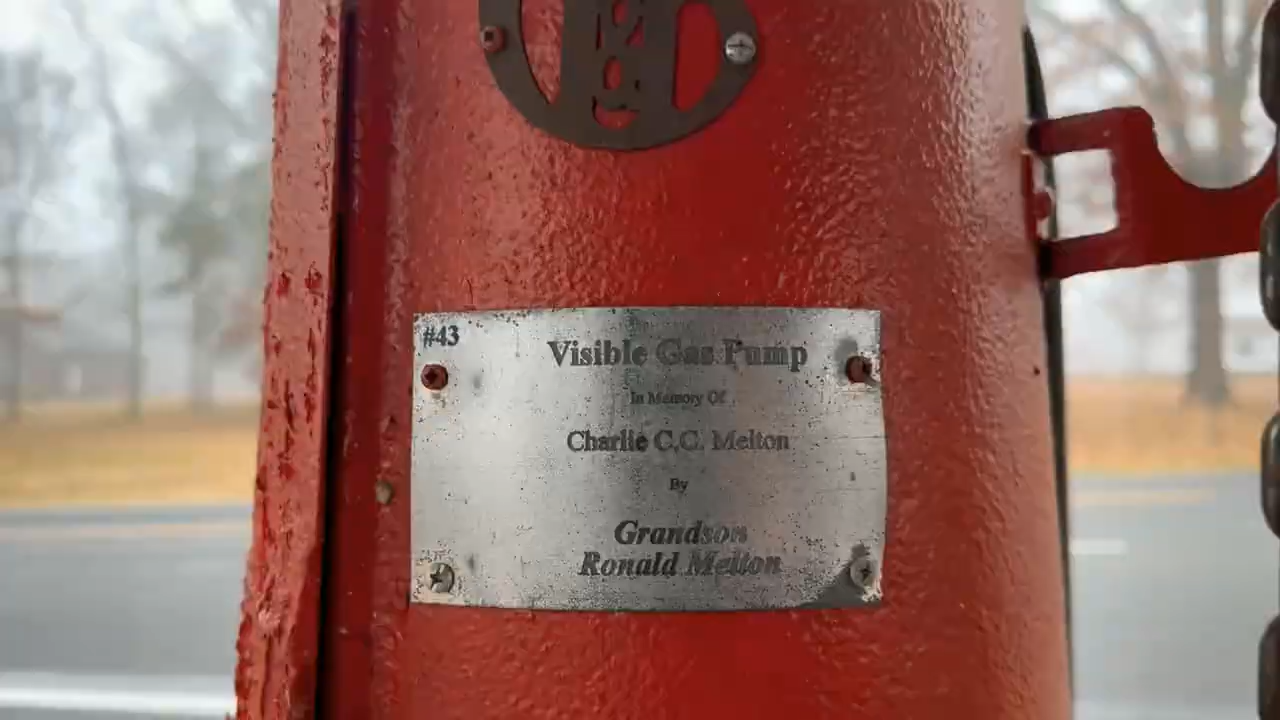 #43
Visible Gas Pump
In Memory Of
Charlie C.C. Melton
By
Grandson
Ronald Melton